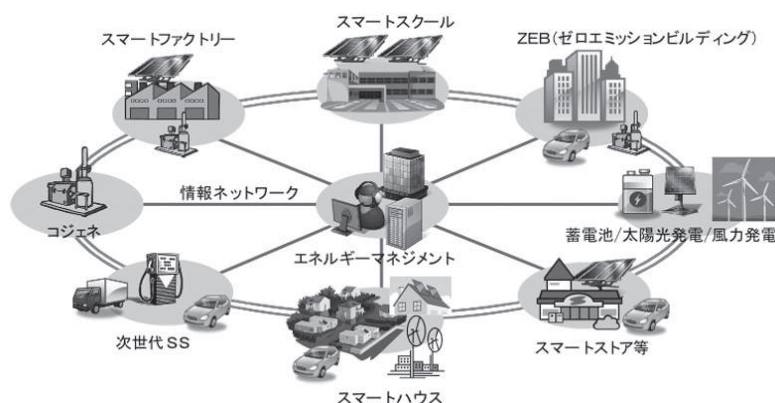 スマートスクール
スマートファクトリー
ZEB(ゼロエミッションビルディング)
情報ネットワーク
コジェネ
エネルギーマネジメント
蓄電池/太陽光発電/風力発電
次世代SS
スマートストア等
スマートハウス